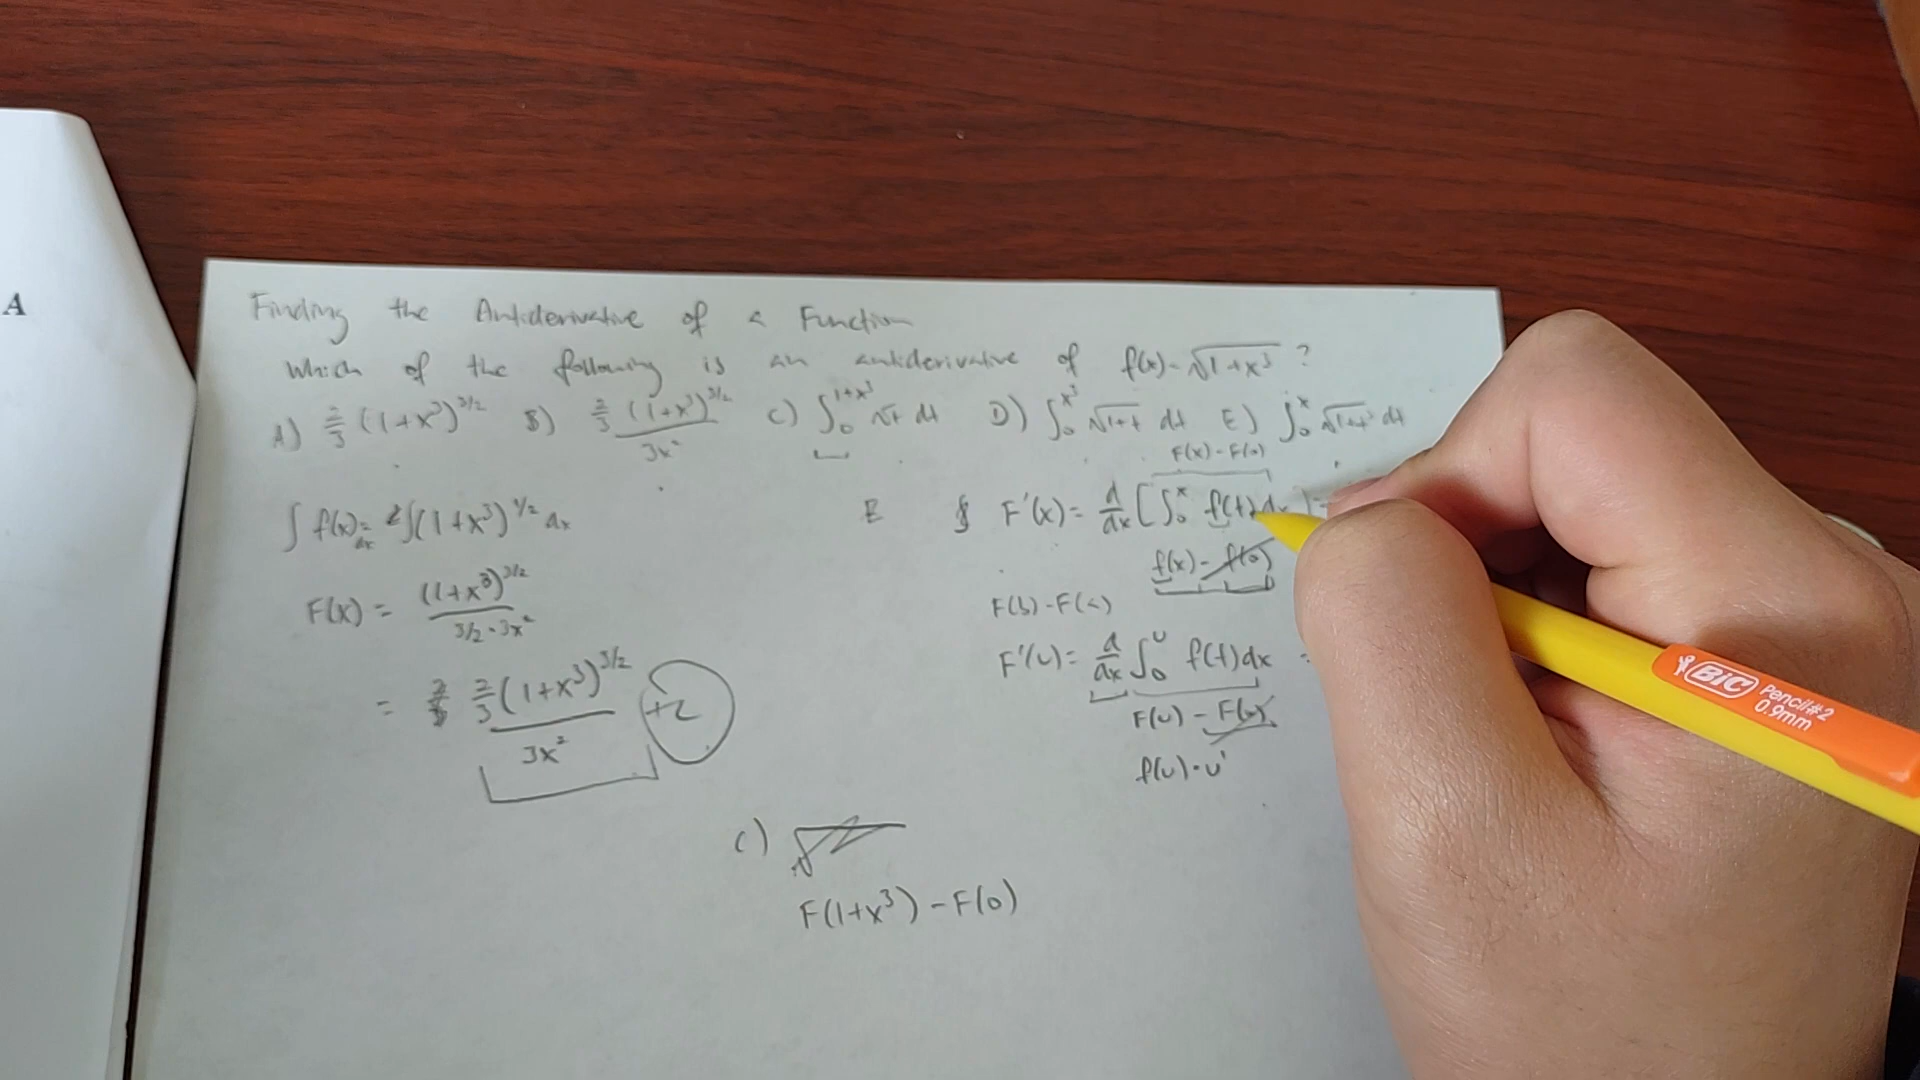 A
Finding the Antiderivative of a Function
Which of the following is an antiderivative of f(x)=√(1+x³) ?
A) 2/3 (1+x³)^3/2 B) 2/3 (1+x³)^3/2 / 3x² C) ∫₀^1+x³ √t dt D) ∫₀^x³ √(1+t) dt E) ∫₀^x √(1+t³) dt
F(x) - F(0)
∫ f(x) dx = ∫(1+x³)^1/2 dx
E F'(x) = d/dx [∫₀^x f(t)dx] =
f(x) - f(0)
F(x) = (1+x³)^3/2 / 3/2 · 3x²
F(b) - F(a)
F'(u) = d/dx ∫₀^u f(t)dx =
= 2/3 (1+x³)^3/2 / 3x² +2
F(u) - F(0)
f(u) · u'
C)
F(1+x³) - F(0)
BIC Pencil #2
0.9mm